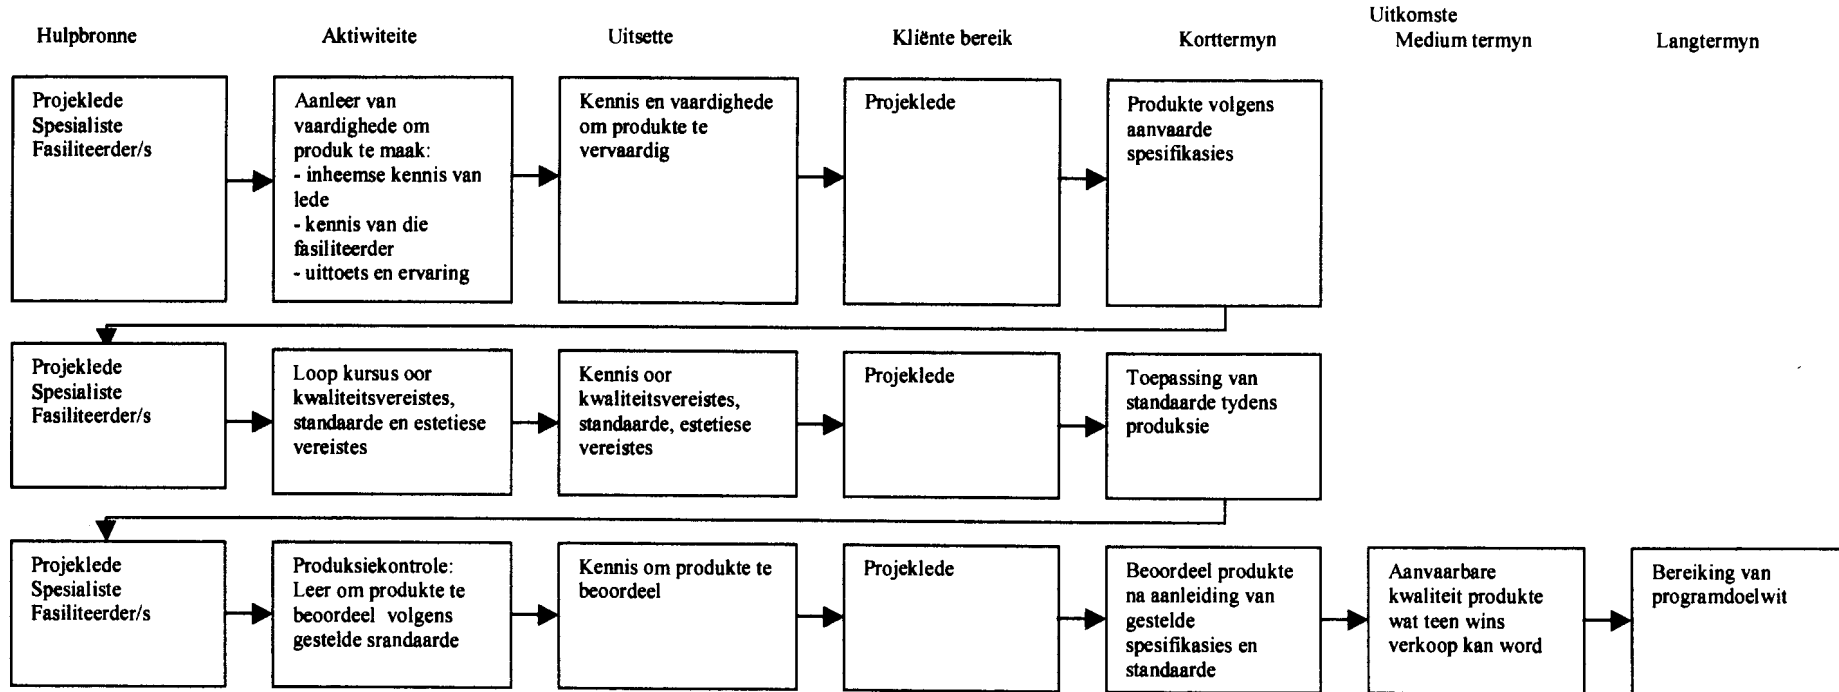 Uitkomste
Hulpbronne
Aktiwiteite
Uitsette
Kliënte bereik
Korttermyn
Medium termyn
Langtermyn
Projeklede
Spesialiste
Fasiliteerder/s
Aanleer van
vaardighede om
produk te maak:
- inheemse kennis van
lede
- kennis van die
fasiliteerder
- uittoets en ervaring
Kennis en vaardighede
om produkte te
vervaardig
Projeklede
Produkte volgens
aanvaarde
spesifikasies
Projeklede
Spesialiste
Fasiliteerder/s
Loop kursus oor
kwaliteitsvereistes,
standaarde en estetiese
vereistes
Kennis oor
kwaliteitsvereistes,
standaarde, estetiese
vereistes
Projeklede
Toepassing van
standaarde tydens
produksie
Projeklede
Spesialiste
Fasiliteerder/s
Produksiekontrole:
Leer om produkte te
beoordeel volgens
gestelde srandaarde
Kennis om produkte te
beoordeel
Projeklede
Beoordeel produkte
na aanleiding van
gestelde
spesifikasies en
standaarde
Aanvaarbare
kwaliteit produkte
wat teen wins
verkoop kan word
Bereiking van
programdoelwit